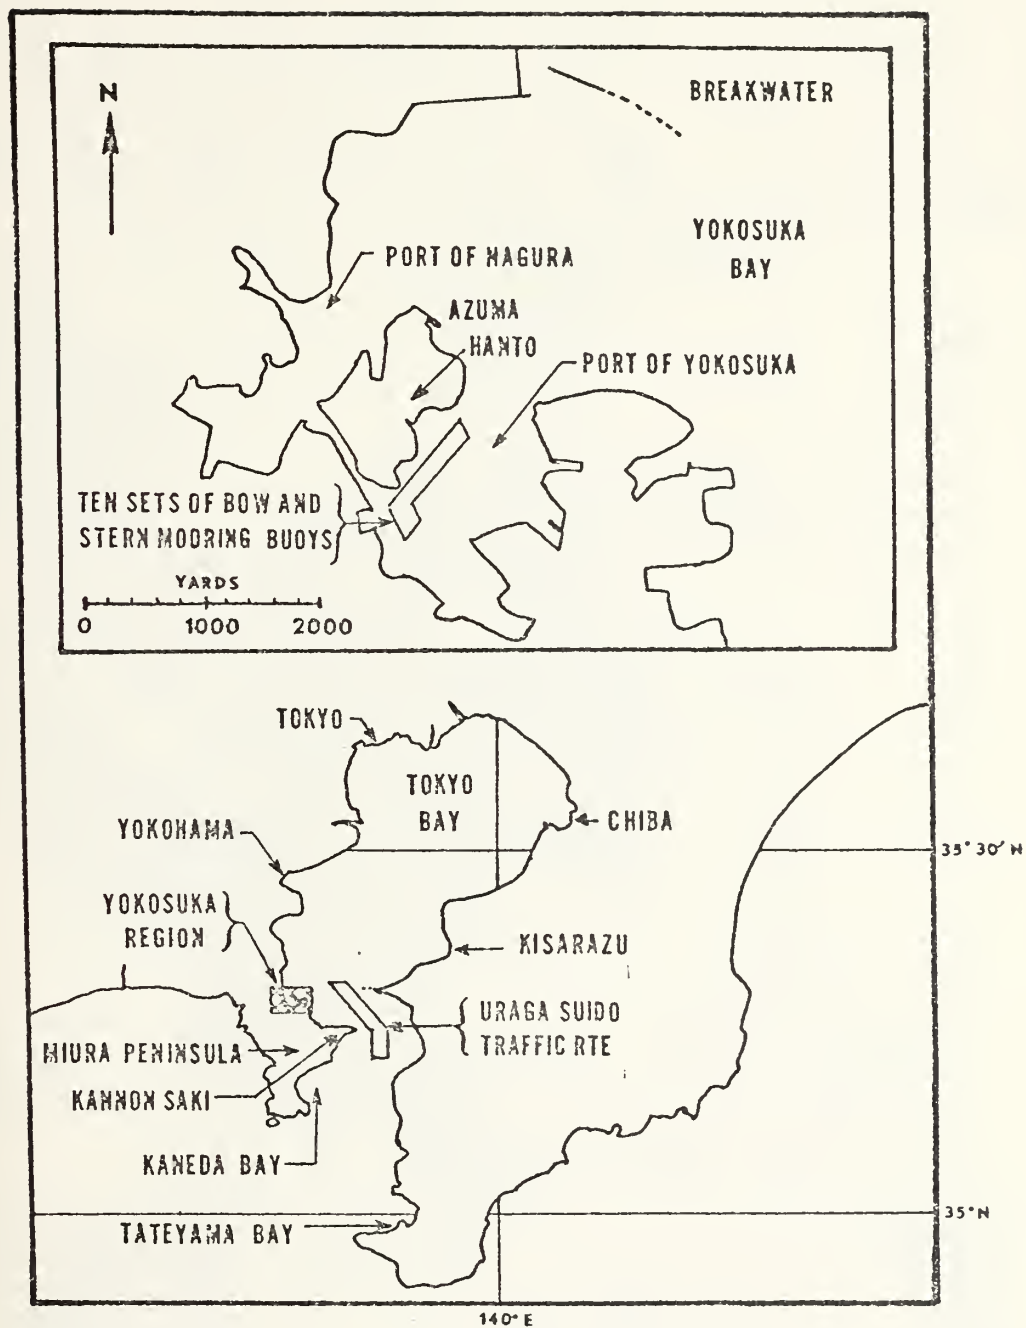 N
BREAKWATER
YOKOSUKA
BAY
PORT OF NAGURA
AZUMA
HANTO
PORT OF YOKOSUKA
TEN SETS OF BOW AND
STERN MOORING BUOYS
YARDS
0 1000 2000
TOKYO
TOKYO
BAY
CHIBA
YOKOHAMA
35° 30' N
YOKOSUKA
REGION
KISARAZU
URAGA SUIDO
TRAFFIC RTE
MIURA PENINSULA
KANNON SAKI
KANEDA BAY
35° N
TATEYAMA BAY
140° E